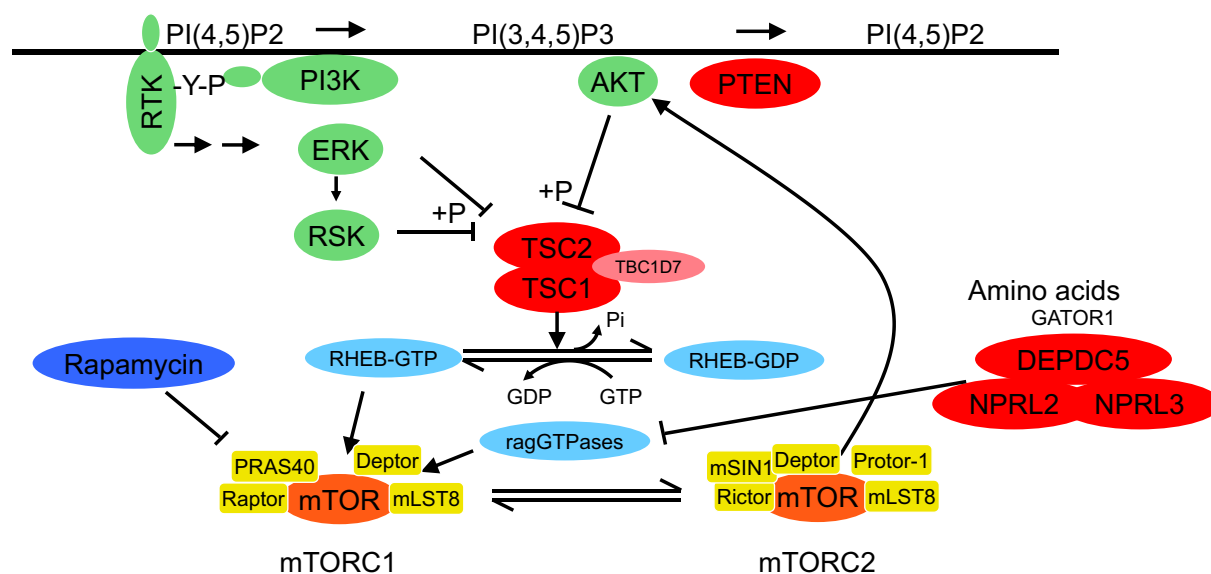 PI(4,5)P2
PI(3,4,5)P3
PI(4,5)P2
RTK
-Y-P
PI3K
AKT
PTEN
ERK
+P
+P
RSK
TSC2
TBC1D7
TSC1
Amino acids
GATOR1
Pi
Rapamycin
RHEB-GTP
RHEB-GDP
DEPDC5
GDP
GTP
NPRL2
NPRL3
ragGTPases
PRAS40
Deptor
Raptor
mTOR
mLST8
mSIN1
Deptor
Protor-1
Rictor
mTOR
mLST8
mTORC1
mTORC2